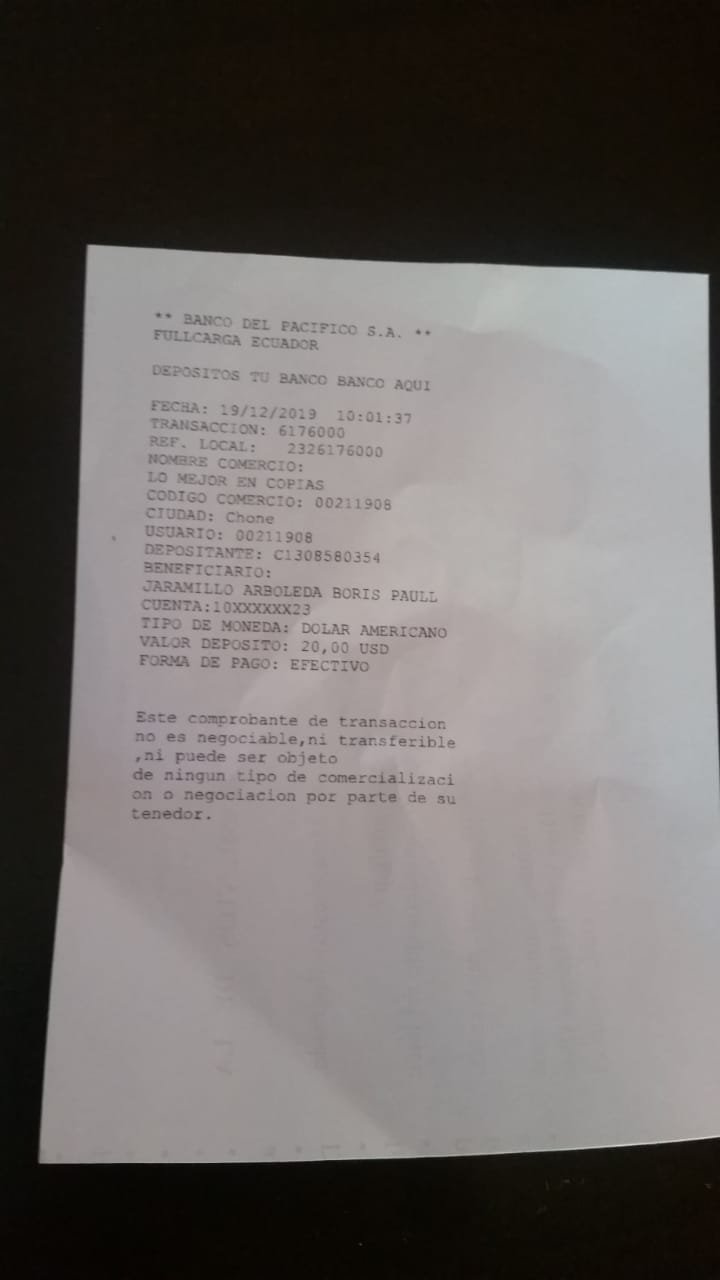 ** BANCO DEL PACIFICO S.A. **
FULLCARGA ECUADOR
DEPOSITOS TU BANCO BANCO AQUI
FECHA: 19/12/2019 10:01:37
TRANSACCION: 6176000
REF. LOCAL: 2326176000
NOMBRE COMERCIO:
LO MEJOR EN COPIAS
CODIGO COMERCIO: 00211908
CIUDAD: Chone
USUARIO: 00211908
DEPOSITANTE: C1308580354
BENEFICIARIO:
JARAMILLO ARBOLEDA BORIS PAULL
CUENTA:10XXXXXX23
TIPO DE MONEDA: DOLAR AMERICANO
VALOR DEPOSITO: 20,00 USD
FORMA DE PAGO: EFECTIVO
Este comprobante de transaccion
no es negociable,ni transferible
,ni puede ser objeto
de ningun tipo de comercializaci
on o negociacion por parte de su
tenedor.